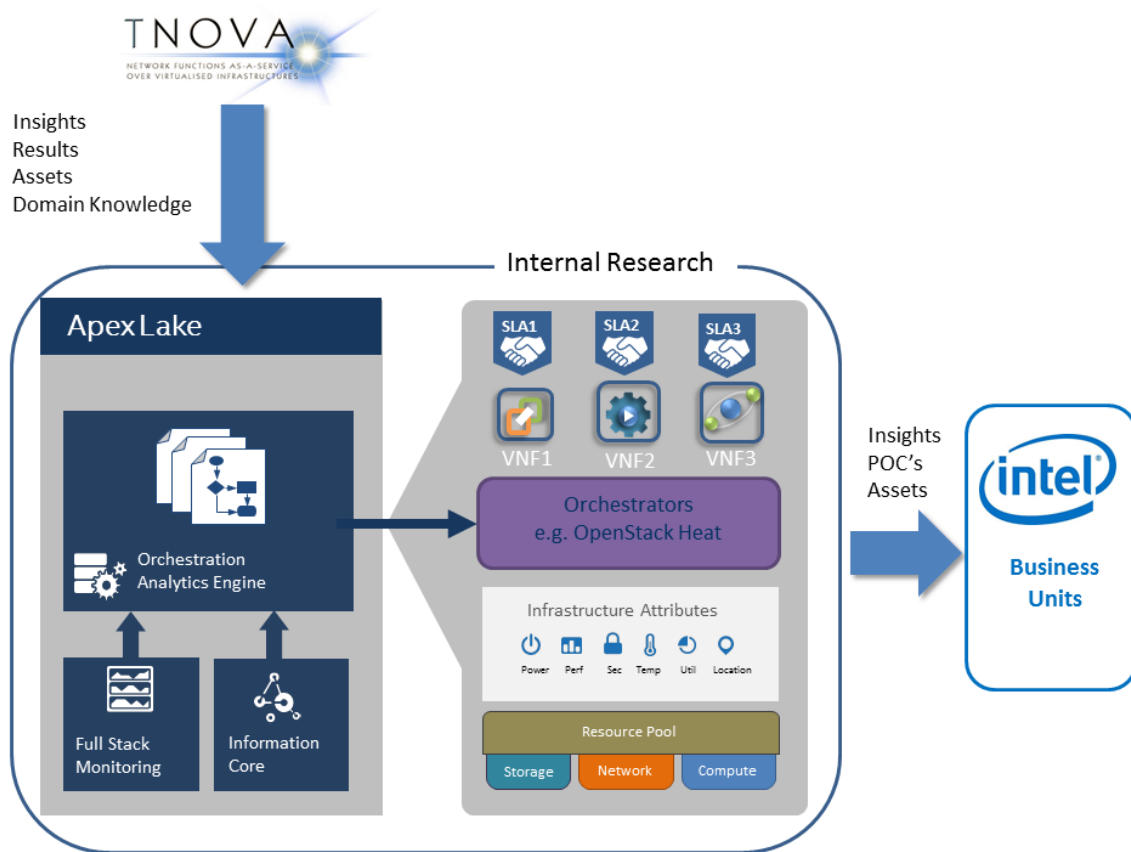 TNOVA
NETWORK FUNCTIONS AS-A-SERVICE
OVER VIRTUALISED INFRASTRUCTURES
Insights
Results
Assets
Domain Knowledge
Internal Research
Apex Lake
Orchestration
Analytics Engine
Full Stack
Monitoring
Information
Core
SLA1 SLA2 SLA3
VNF1 VNF2 VNF3
Orchestrators
e.g. OpenStack Heat
Infrastructure Attributes
Power Perf Sec Temp Util Location
Resource Pool
Storage Network Compute
Insights
POC's
Assets
intel®
Business
Units